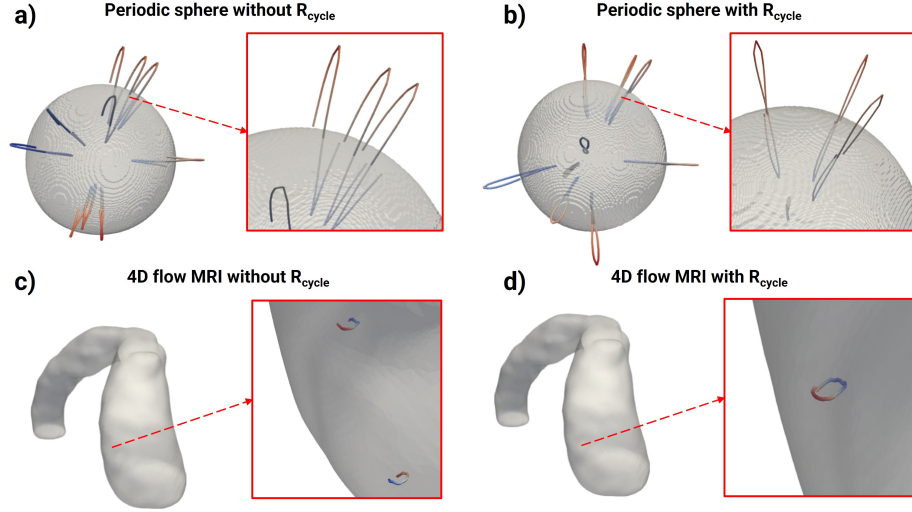 a) Periodic sphere without Rcycle
b) Periodic sphere with Rcycle
c) 4D flow MRI without Rcycle
d) 4D flow MRI with Rcycle